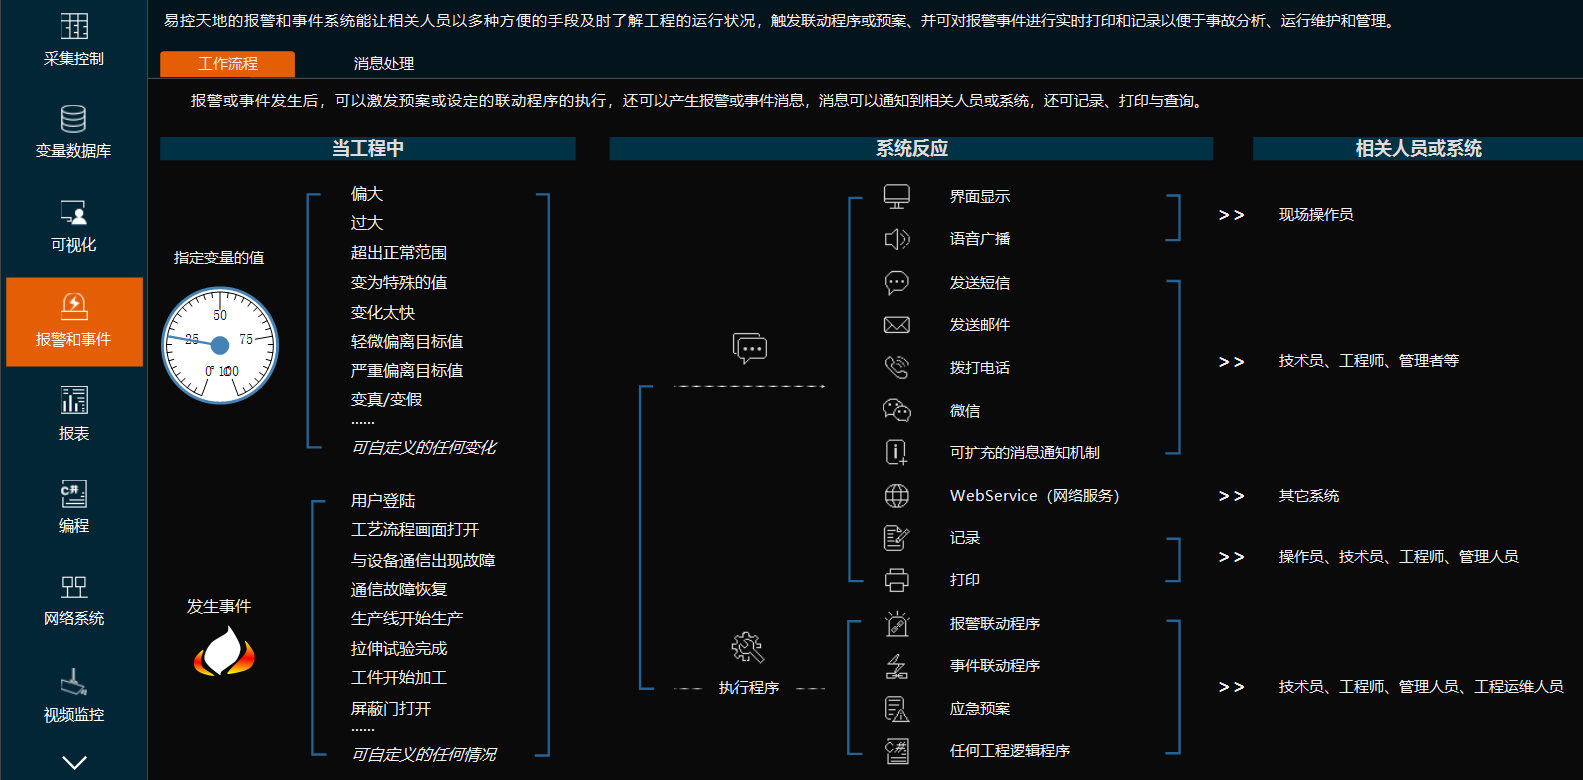 易控天地的报警和事件系统能让相关人员以多种方便的手段及时了解工程的运行状况，触发联动程序或预案、并可对报警事件进行实时打印和记录以便于事故分析、运行维护和管理。
采集控制
变量数据库
可视化
报警和事件
报表
编程
网络系统
视频监控
工作流程
消息处理
报警或事件发生后，可以激发预案或设定的联动程序的执行，还可以产生报警或事件消息，消息可以通知到相关人员或系统，还可记录、打印与查询。
当工程中
系统反应
相关人员或系统
指定变量的值
50
25
75
0
100
偏大
过大
超出正常范围
变为特殊的值
变化太快
轻微偏离目标值
严重偏离目标值
变真/变假
......
可自定义的任何变化
发生事件
用户登陆
工艺流程画面打开
与设备通信出现故障
通信故障恢复
生产线开始生产
拉伸试验完成
工件开始加工
屏蔽门打开
......
可自定义的任何情况
执行程序
界面显示
语音广播
发送短信
发送邮件
拨打电话
微信
可扩充的消息通知机制
WebService（网络服务）
记录
打印
报警联动程序
事件联动程序
应急预案
C#
任何工程逻辑程序
>> 现场操作员
>> 技术员、工程师、管理者等
>> 其它系统
>> 操作员、技术员、工程师、管理人员
>> 技术员、工程师、管理人员、工程运维人员